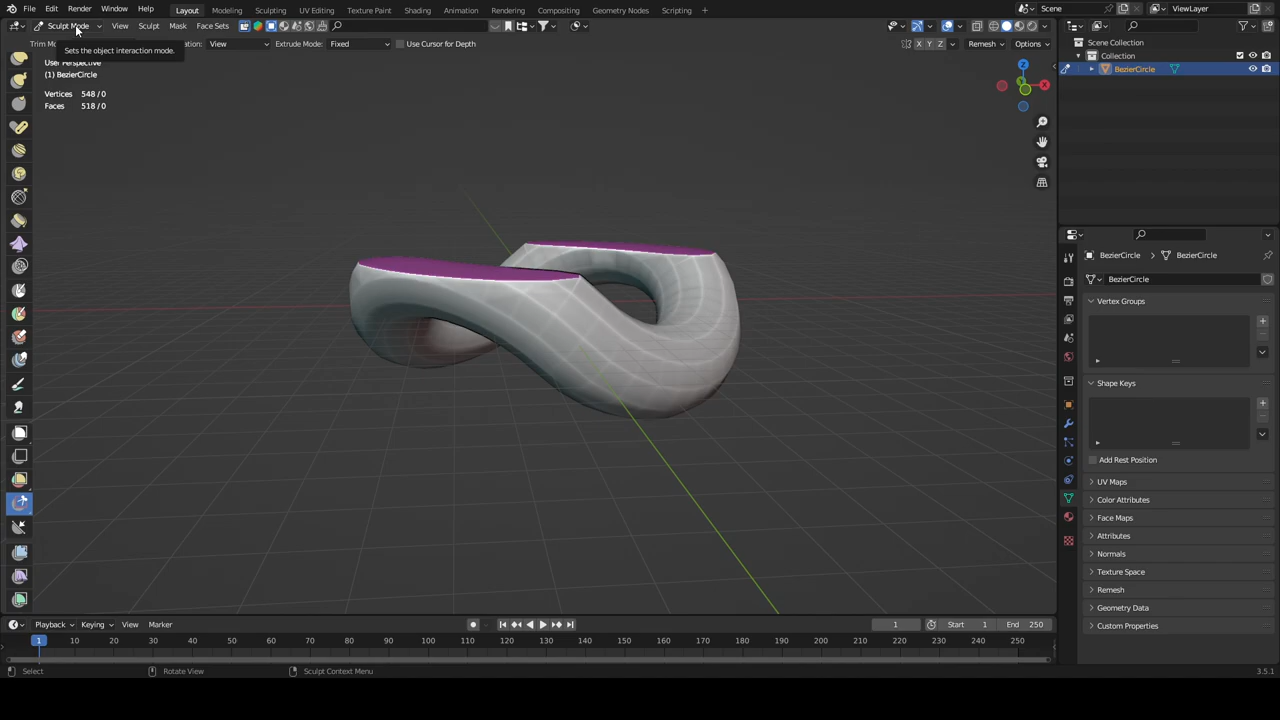 File Edit Render Window Help Layout Modeling Sculpting UV Editing Texture Paint Shading Animation Rendering Compositing Geometry Nodes Scripting + Scene ViewLayer
Sculpt Mode View Sculpt Mask Face Sets
View Extrude Mode: Fixed Use Cursor for Depth X Y Z Remesh Options
Sets the object interaction mode.
(1) BezierCircle
Vertices 548 / 0
Faces 518 / 0
Z
X
Scene Collection
Collection
BezierCircle
BezierCircle > BezierCircle
BezierCircle
Vertex Groups
Shape Keys
Add Rest Position
UV Maps
Color Attributes
Face Maps
Attributes
Normals
Texture Space
Remesh
Geometry Data
Custom Properties
Playback Keying View Marker 1 Start 1 End 250
1 10 20 30 40 50 60 70 80 90 100 110 120 130 140 150 160 170 180 190 200 210 220 230 240 250
Select Rotate View Sculpt Context Menu 3.5.1